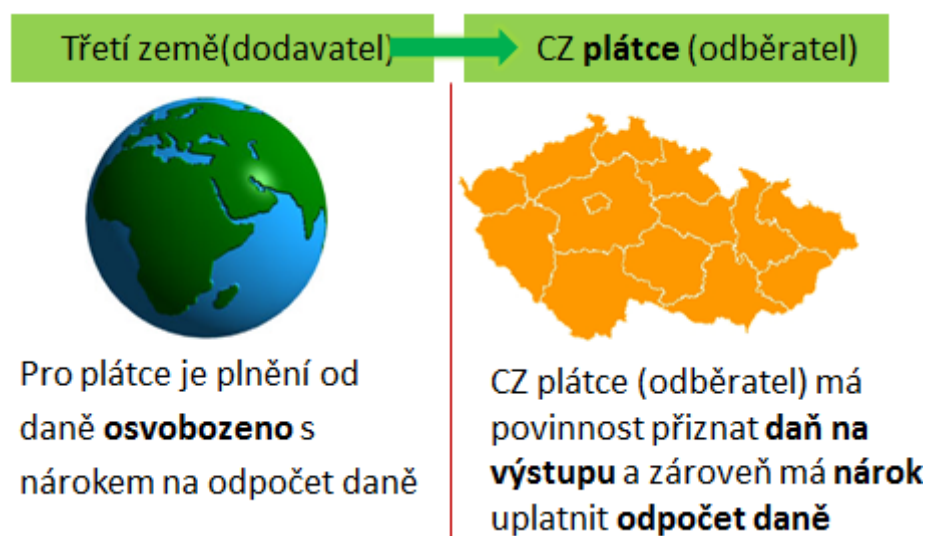 Třetí země(dodavatel)
CZ plátce (odběratel)
Pro plátce je plnění od
daně osvobozeno s
nárokem na odpočet daně
CZ plátce (odběratel) má
povinnost přiznat daň na
výstupu a zároveň má nárok
uplatnit odpočet daně